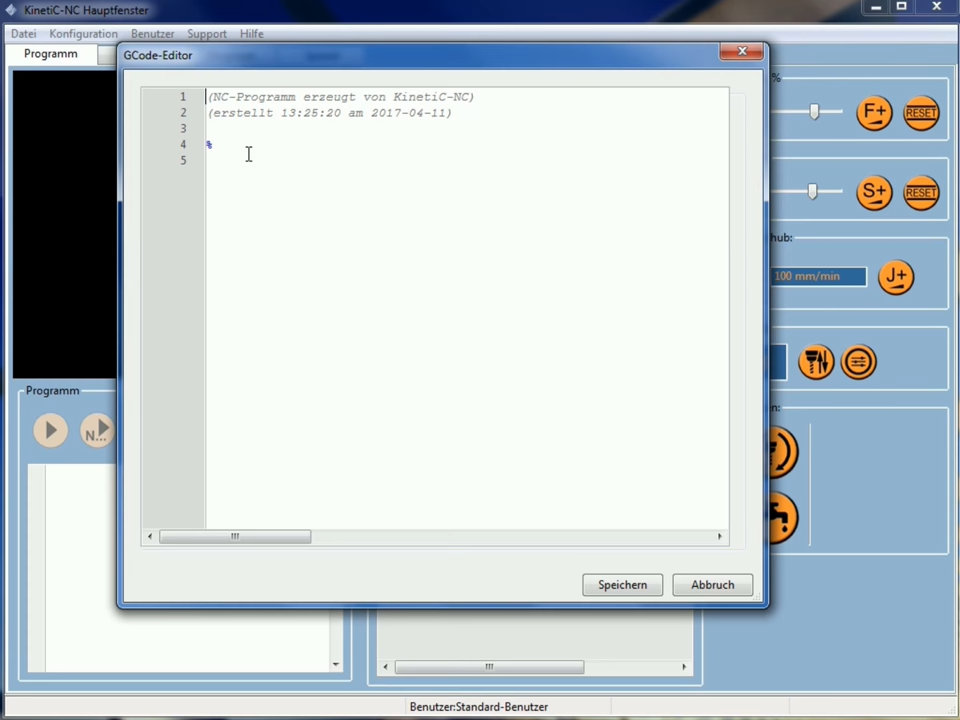 KinetiC-NC Hauptfenster
Datei Konfiguration Benutzer Support Hilfe
Programm
GCode-Editor
1 (NC-Programm erzeugt von KinetiC-NC)
2 (erstellt 13:25:20 am 2017-04-11)
3
4 %
5
%
F+ RESET
S+ RESET
hub:
100 mm/min J+
Programm
N...
en:
Speichern Abbruch
Benutzer:Standard-Benutzer